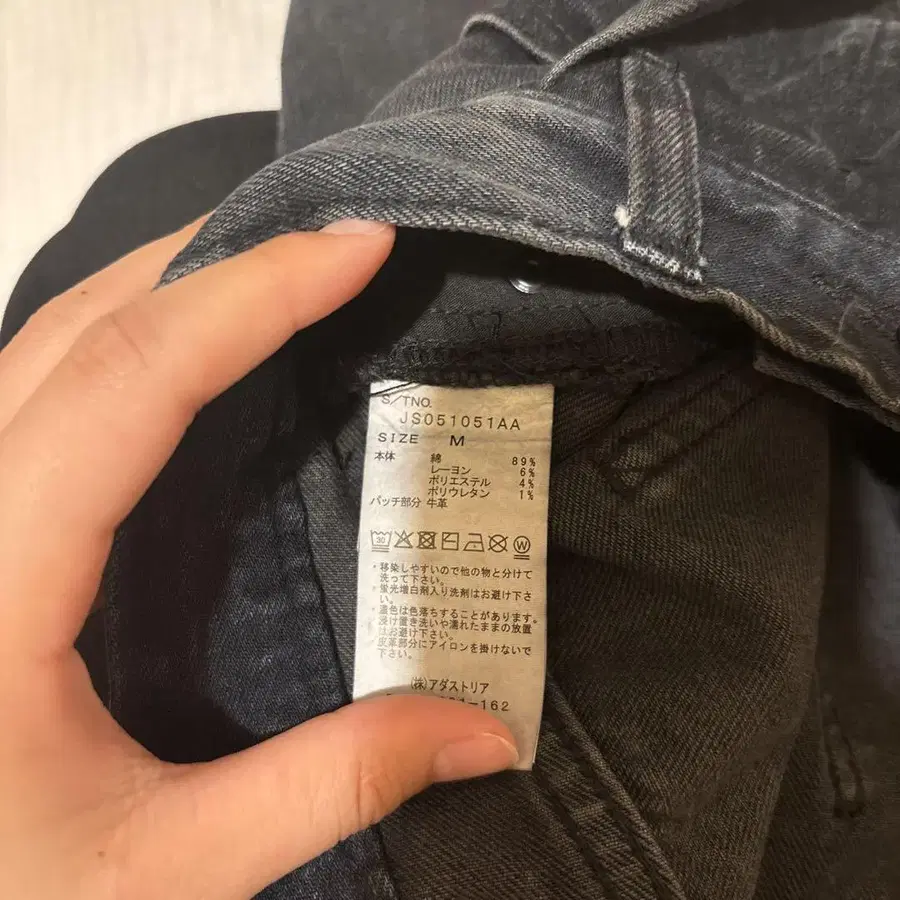 S/TNO.
JS051051AA
SIZE M
本体 綿 89%
レーヨン 6%
ポリエステル 4%
ポリウレタン 1%
パッチ部分 牛革
30 W
・移染しやすいので他の物と分けて
洗って下さい。
・蛍光増白剤入り洗剤はお避け下さ
い。
・濃色は色落ちすることがあります。
浸け置き洗いや濡れたままの放置
はお避け下さい。
・皮革部分にアイロンを掛けないで
下さい。
(株)アダストリア
-162